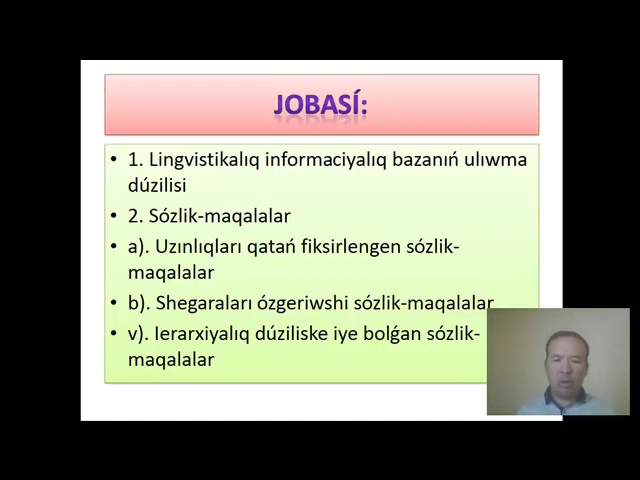 JOBASÍ:
• 1. Lingvistikalıq informaciyalıq bazanıń ulıwma
dúzilisi
• 2. Sózlik-maqalalar
• a). Uzınlıqları qatań fiksirlengen sózlik-
maqalalar
• b). Shegaraları ózgeriwshi sózlik-maqalalar
• v). Ierarxiyalıq dúziliske iye bolǵan sózlik-
maqalalar